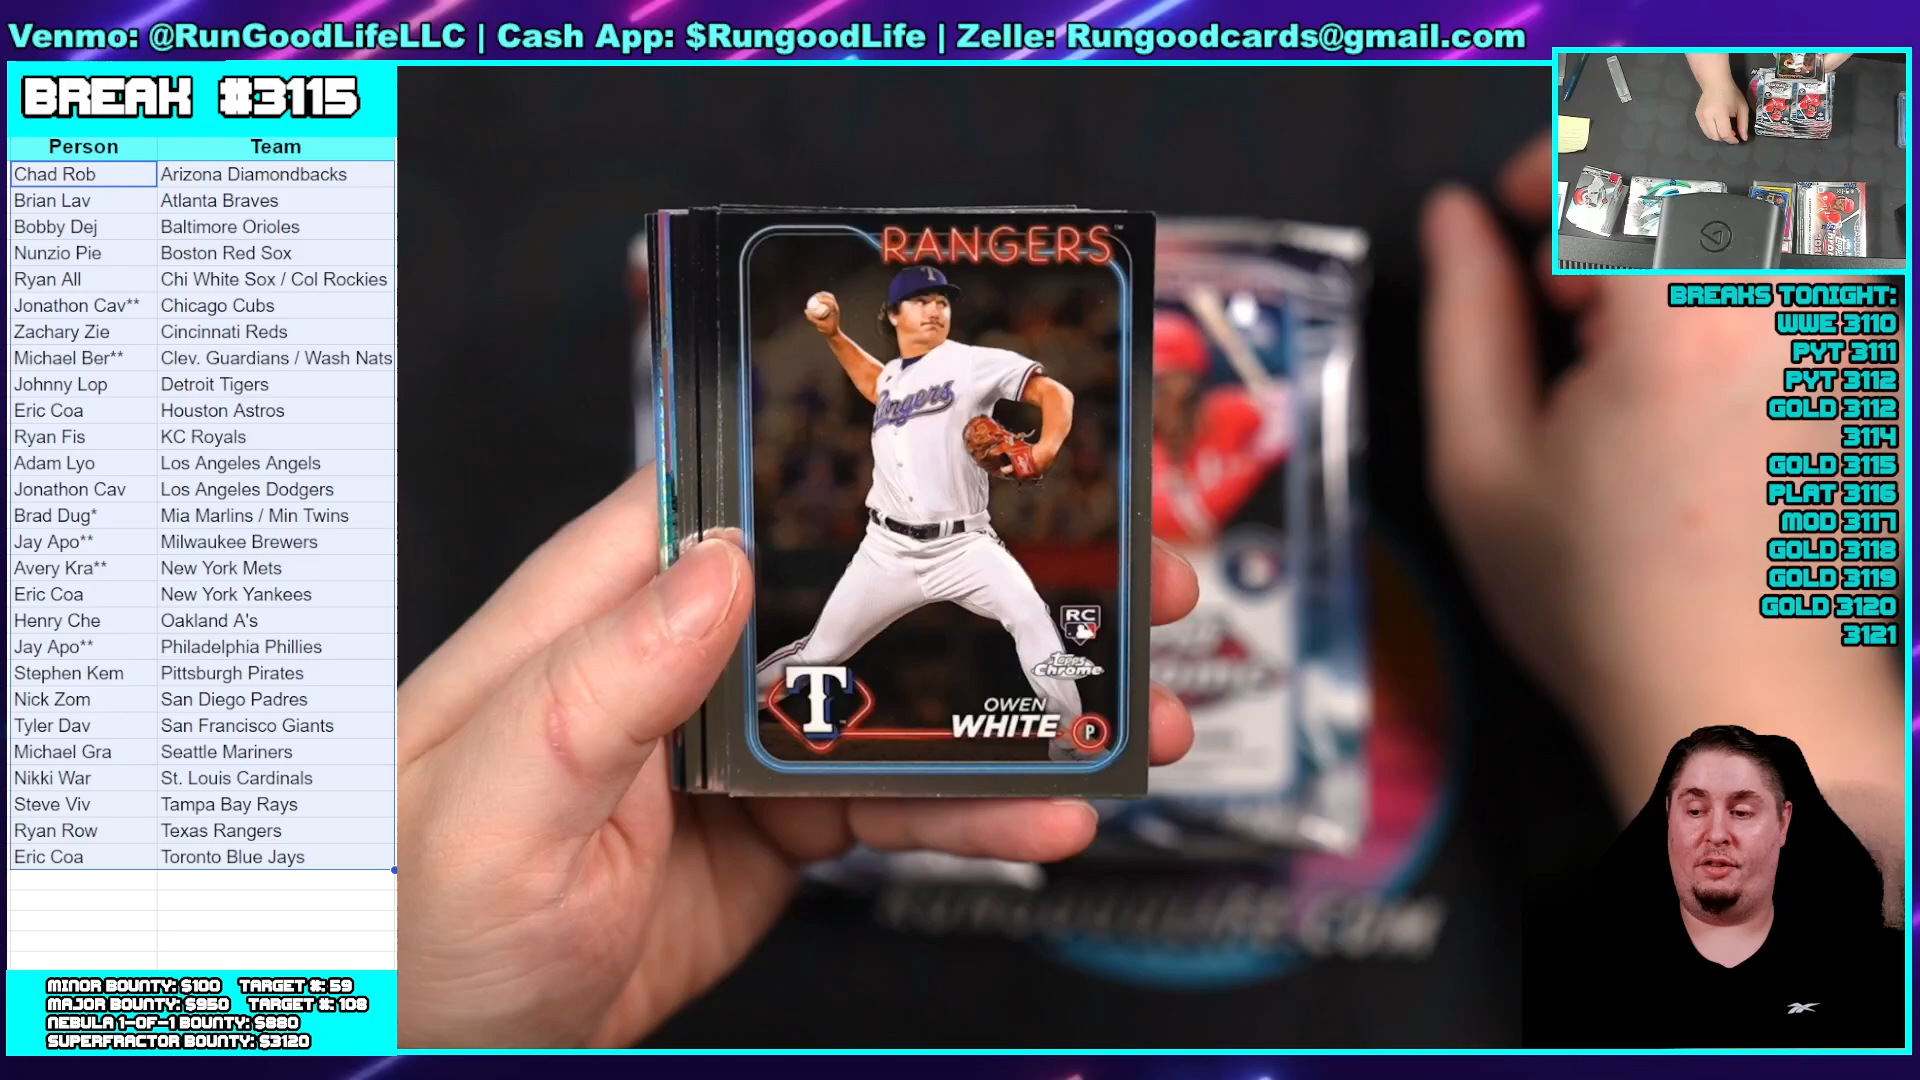 Venmo: @RunGoodLifeLLC | Cash App: $RungoodLife | Zelle: Rungoodcards@gmail.com
BREAK #3115
Person Team
Chad Rob Arizona Diamondbacks
Brian Lav Atlanta Braves
Bobby Dej Baltimore Orioles
Nunzio Pie Boston Red Sox
Ryan All Chi White Sox / Col Rockies
Jonathon Cav** Chicago Cubs
Zachary Zie Cincinnati Reds
Michael Ber** Clev. Guardians / Wash Nats
Johnny Lop Detroit Tigers
Eric Coa Houston Astros
Ryan Fis KC Royals
Adam Lyo Los Angeles Angels
Jonathon Cav Los Angeles Dodgers
Brad Dug* Mia Marlins / Min Twins
Jay Apo** Milwaukee Brewers
Avery Kra** New York Mets
Eric Coa New York Yankees
Henry Che Oakland A's
Jay Apo** Philadelphia Phillies
Stephen Kem Pittsburgh Pirates
Nick Zom San Diego Padres
Tyler Dav San Francisco Giants
Michael Gra Seattle Mariners
Nikki War St. Louis Cardinals
Steve Viv Tampa Bay Rays
Ryan Row Texas Rangers
Eric Coa Toronto Blue Jays
MINOR BOUNTY: $100 TARGET #: 59
MAJOR BOUNTY: $950 TARGET #: 108
NEBULA 1-OF-1 BOUNTY: $880
SUPERFRACTOR BOUNTY: $3120
RANGERS™
T
Rangers
RC
Topps
Chrome
T
OWEN
WHITE
P
RUNGOODLIFE.COM
BREAKS TONIGHT:
WWE 3110
PYT 3111
PYT 3112
GOLD 3112
3114
GOLD 3115
PLAT 3116
MOD 3117
GOLD 3118
GOLD 3119
GOLD 3120
3121